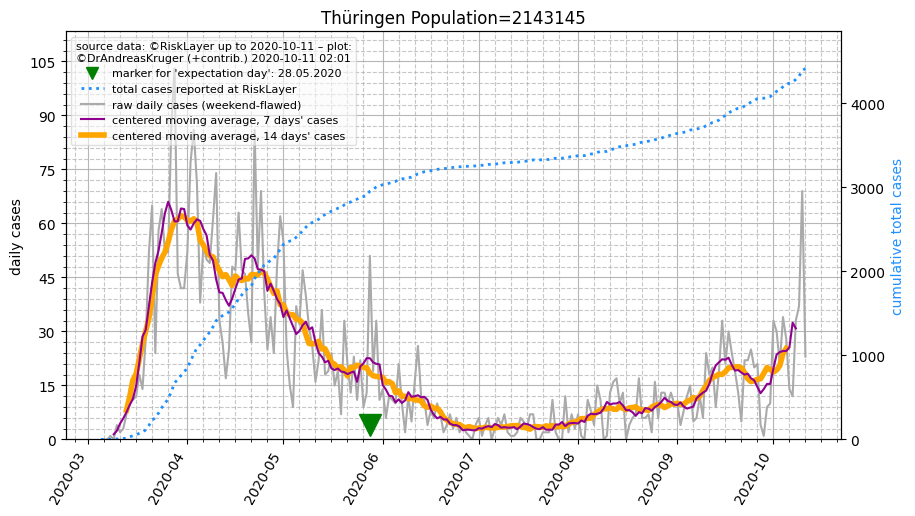 Thüringen Population=2143145
source data: ©RiskLayer up to 2020-10-11 – plot:
©DrAndreasKruger (+contrib.) 2020-10-11 02:01
marker for 'expectation day': 28.05.2020
total cases reported at RiskLayer
raw daily cases (weekend-flawed)
centered moving average, 7 days' cases
centered moving average, 14 days' cases
daily cases
105
90
75
60
45
30
15
0
cumulative total cases
4000
3000
2000
1000
0
2020-03
2020-04
2020-05
2020-06
2020-07
2020-08
2020-09
2020-10